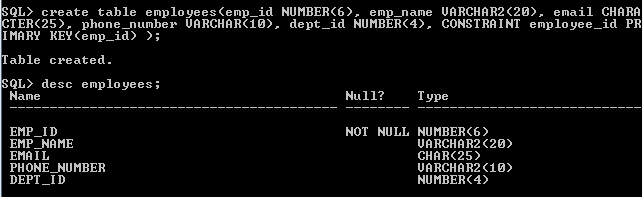 SQL> create table employees(emp_id NUMBER(6), emp_name VARCHAR2(20), email CHARA
CTER(25), phone_number VARCHAR(10), dept_id NUMBER(4), CONSTRAINT employee_id PR
IMARY KEY(emp_id) );
Table created.
SQL> desc employees;
Name Null? Type
----------------------------------------- -------- ----------------------------
EMP_ID NOT NULL NUMBER(6)
EMP_NAME VARCHAR2(20)
EMAIL CHAR(25)
PHONE_NUMBER VARCHAR2(10)
DEPT_ID NUMBER(4)